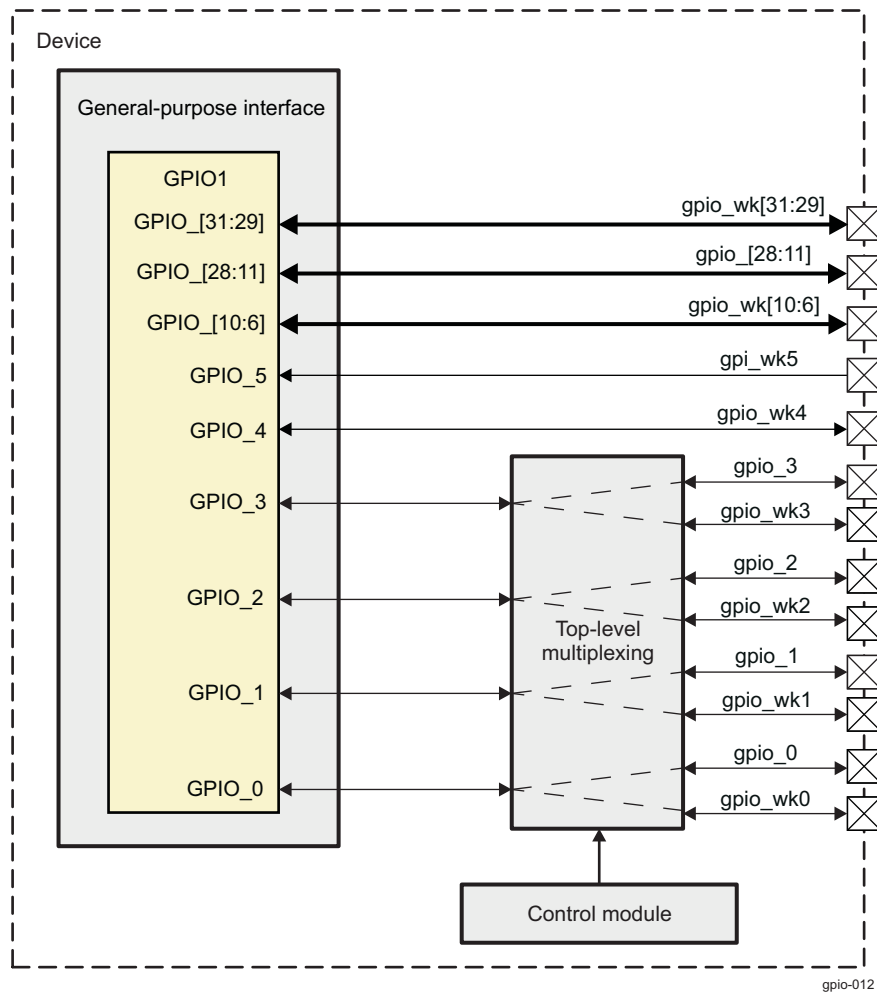 Device
General-purpose interface
GPIO1
GPIO_[31:29]
gpio_wk[31:29]
GPIO_[28:11]
gpio_[28:11]
GPIO_[10:6]
gpio_wk[10:6]
GPIO_5
gpi_wk5
GPIO_4
gpio_wk4
GPIO_3
gpio_3
gpio_wk3
GPIO_2
gpio_2
gpio_wk2
Top-level
multiplexing
GPIO_1
gpio_1
gpio_wk1
GPIO_0
gpio_0
gpio_wk0
Control module
gpio-012